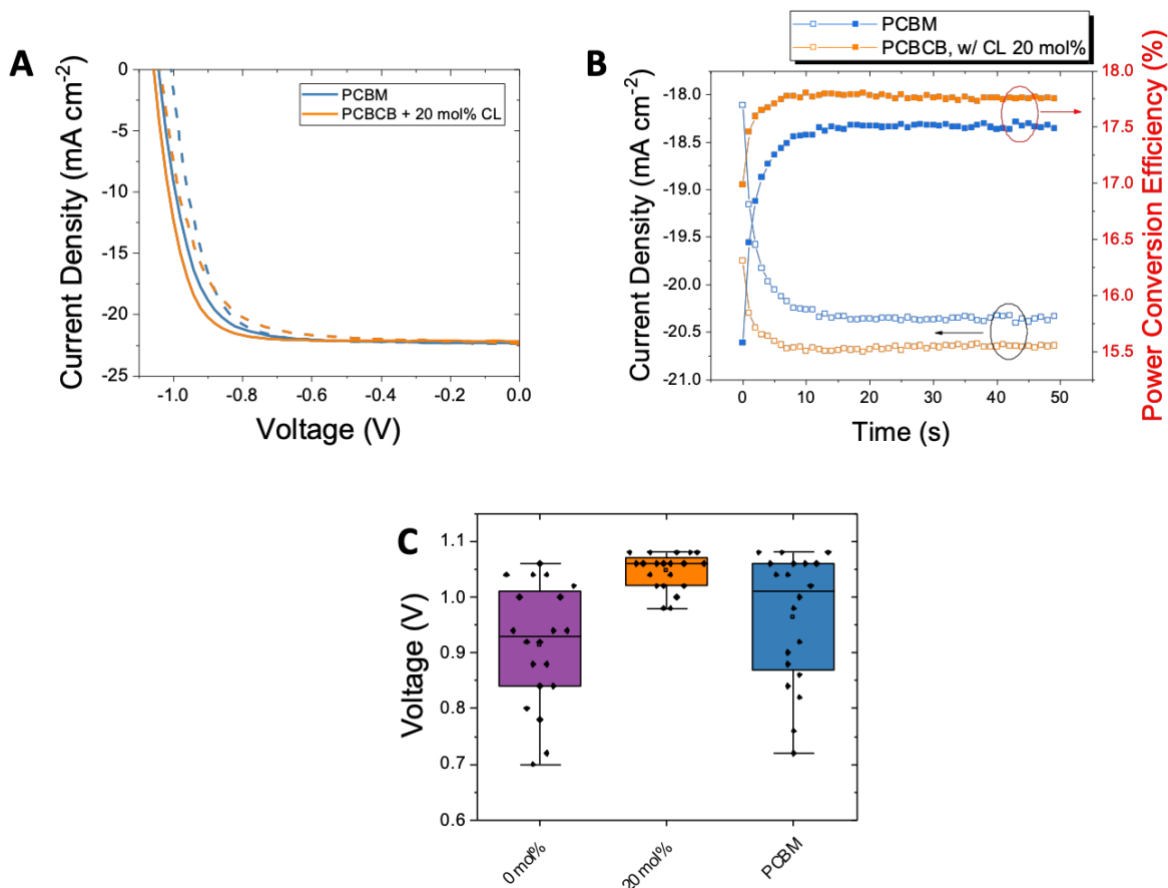 A
0
-5
-10
-15
-20
-25
-1.0
-0.8
-0.6
-0.4
-0.2
0.0
Current Density (mA cm⁻²)
Voltage (V)
PCBM
PCBCB + 20 mol% CL
B
PCBM
PCBCB, w/ CL 20 mol%
-18.0
-18.5
-19.0
-19.5
-20.0
-20.5
-21.0
0
10
20
30
40
50
18.0
17.5
17.0
16.5
16.0
15.5
Current Density (mA cm⁻²)
Time (s)
Power Conversion Efficiency (%)
C
1.1
1.0
0.9
0.8
0.7
0.6
Voltage (V)
0 mol%
20 mol%
PCBM